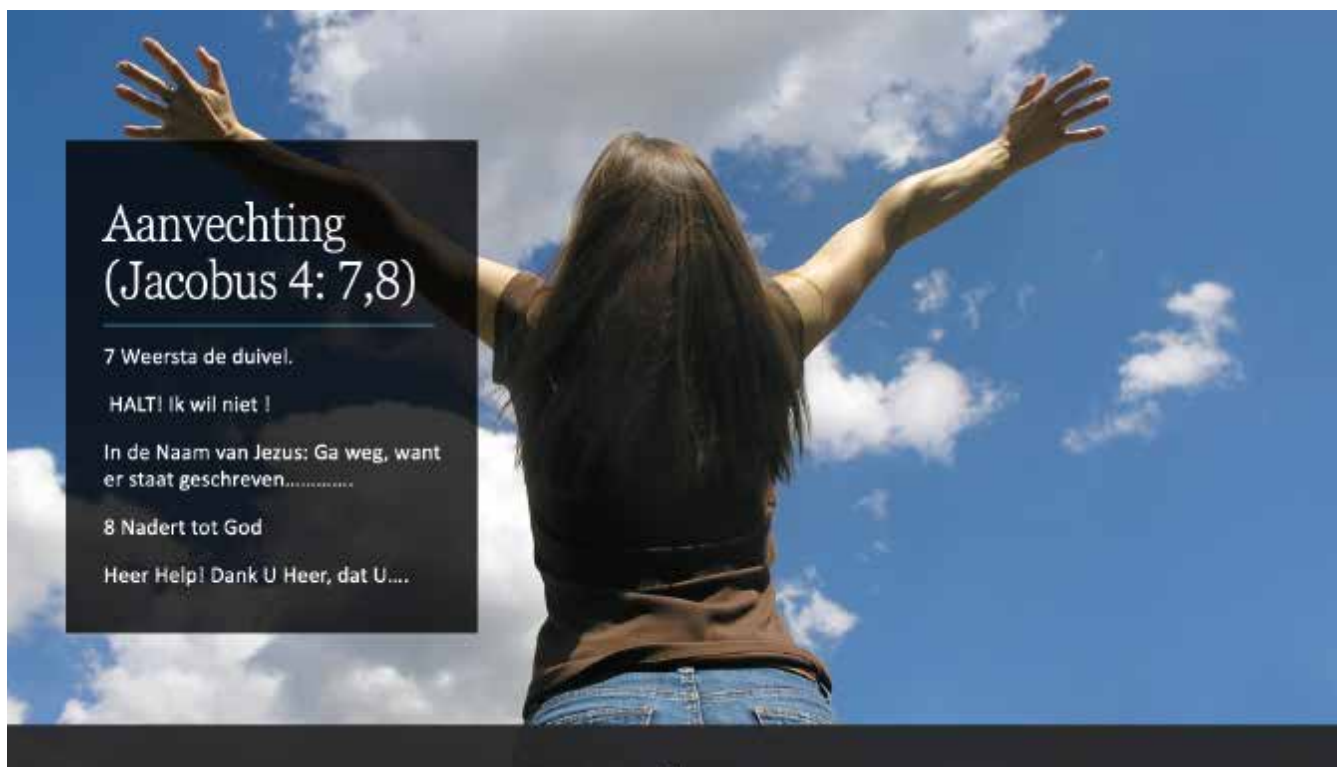 Aanvechting
(Jacobus 4: 7,8)
7 Weersta de duivel.
HALT! Ik wil niet !
In de Naam van Jezus: Ga weg, want
er staat geschreven.............
8 Nadert tot God
Heer Help! Dank U Heer, dat U....